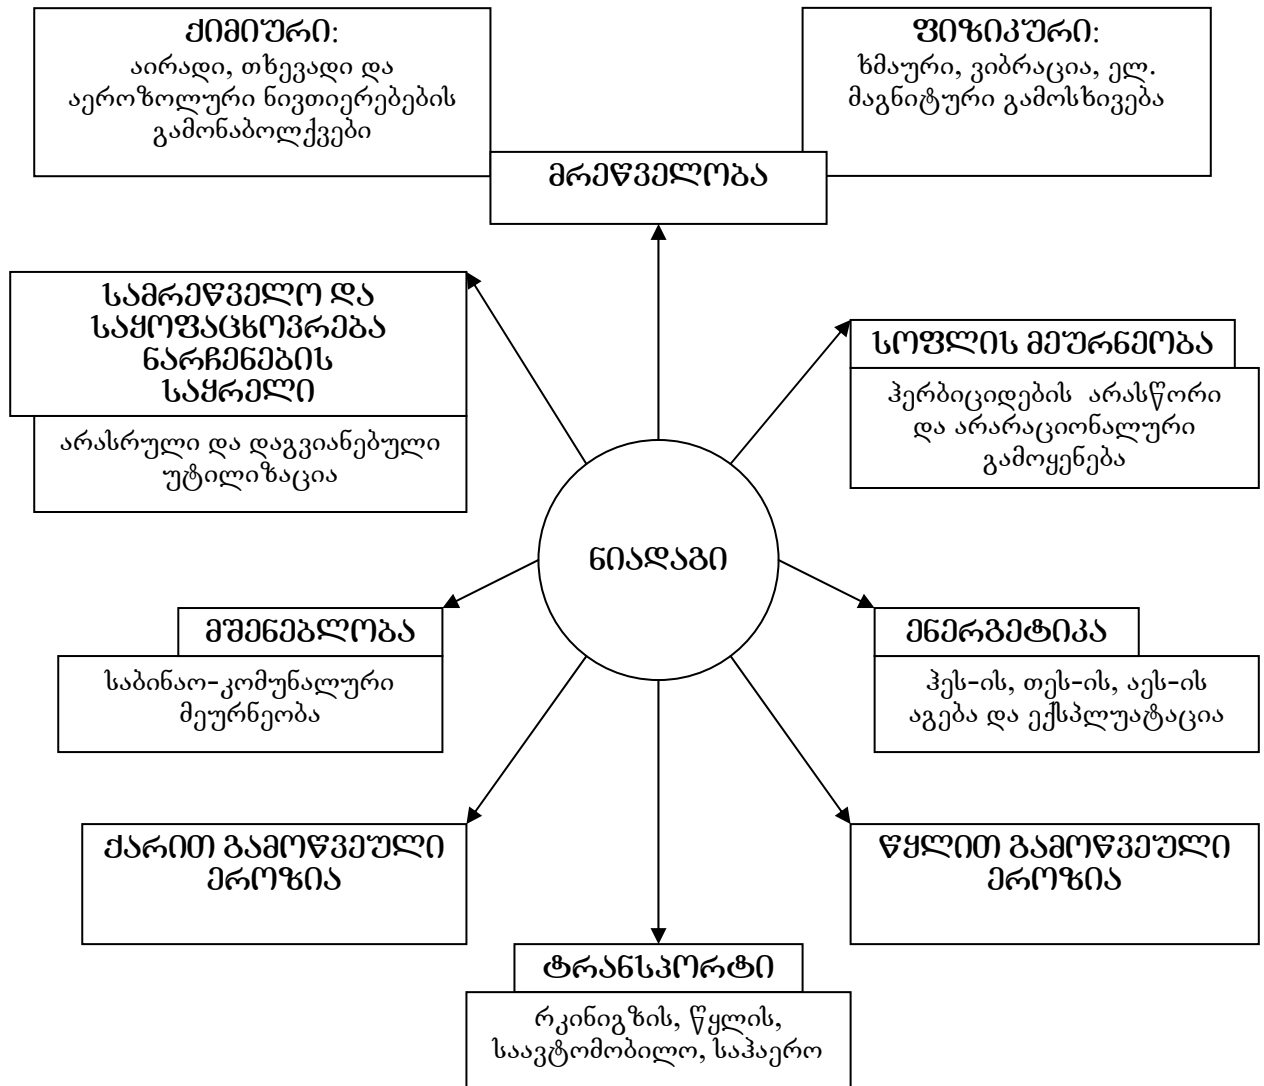 ქიმიური:
აირადი, თხევადი და
აეროზოლური ნივთიერებების
გამონაბოლქვები
ფიზიკური:
ხმაური, ვიბრაცია, ელ.
მაგნიტური გამოსხივება
მრეწველობა
სამრეწველო და
საყოფაცხოვრება
ნარჩენების
საყრელი
არასრული და დაგვიანებული
უტილიზაცია
სოფლის მეურნეობა
ჰერბიციდების არასწორი
და არარაციონალური
გამოყენება
ნიადაგი
მშენებლობა
საბინაო-კომუნალური
მეურნეობა
ენერგეტიკა
ჰეს-ის, თეს-ის, აეს-ის
აგება და ექსპლუატაცია
ქარით გამოწვეული
ეროზია
წყლით გამოწვეული
ეროზია
ტრანსპორტი
რკინიგზის, წყლის,
საავტომობილო, საჰაერო